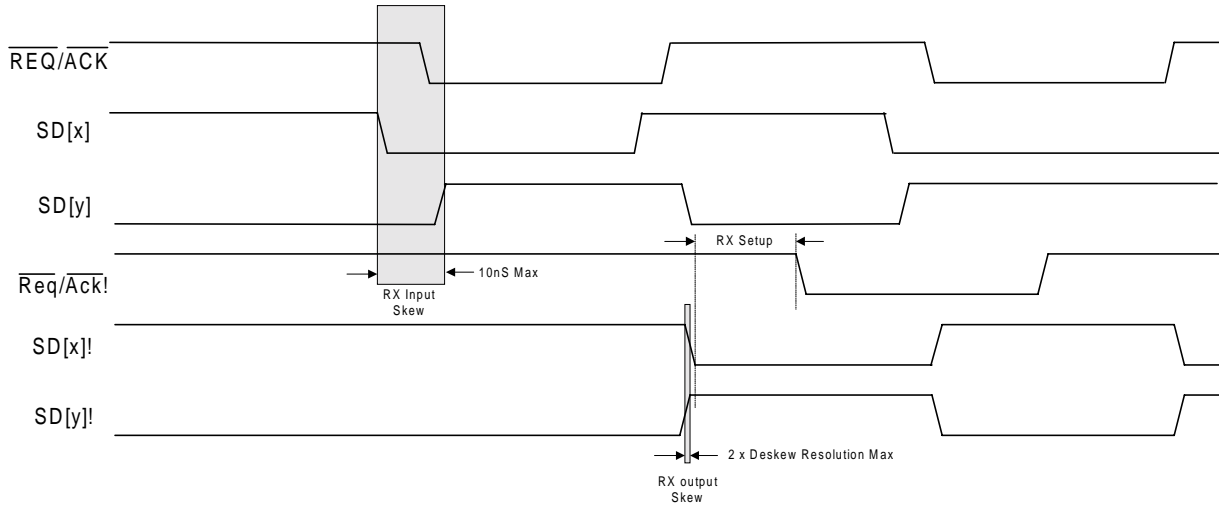 REQ/ACK
SD[x]
SD[y]
RX Setup
Req/Ack!
10nS Max
RX Input
Skew
SD[x]!
SD[y]!
2 x Deskew Resolution Max
RX output
Skew